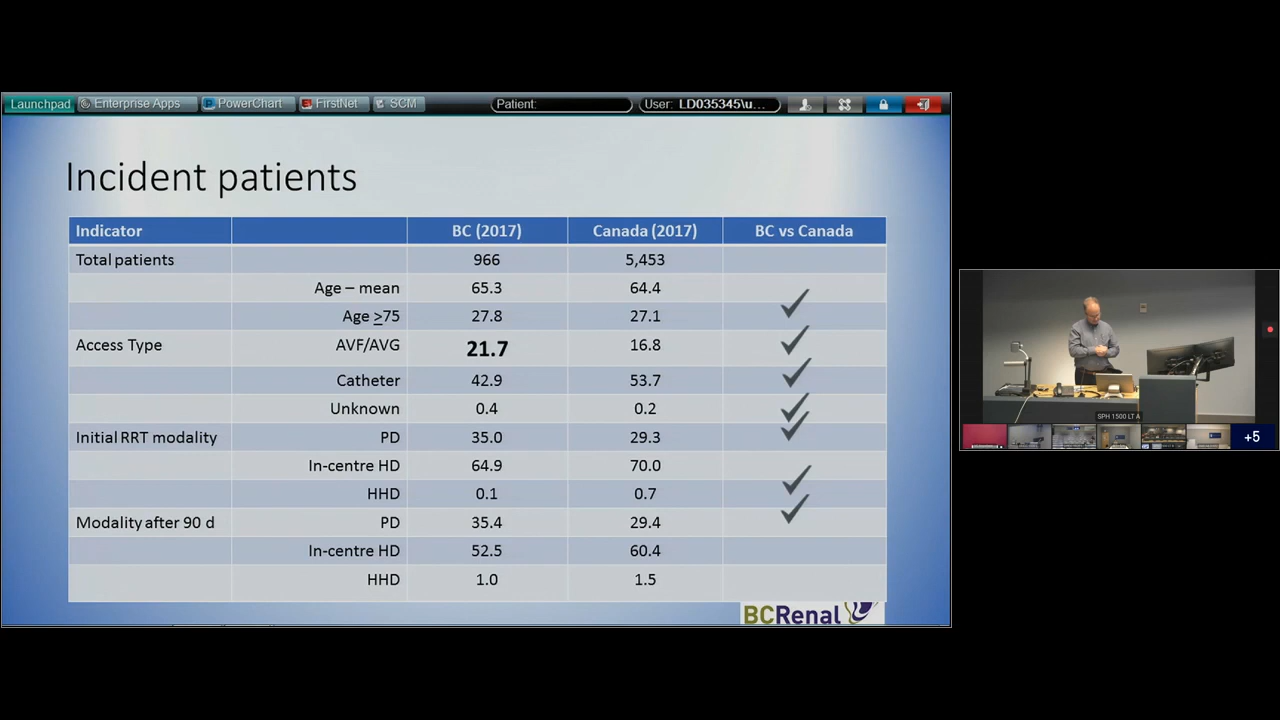 Launchpad Enterprise Apps PowerChart FirstNet SCM Patient: User: LD035345\u...
Incident patients
Indicator BC (2017) Canada (2017) BC vs Canada
Total patients 966 5,453
Age – mean 65.3 64.4
Age ≥75 27.8 27.1
Access Type AVF/AVG 21.7 16.8
Catheter 42.9 53.7
Unknown 0.4 0.2
Initial RRT modality PD 35.0 29.3
In-centre HD 64.9 70.0
HHD 0.1 0.7
Modality after 90 d PD 35.4 29.4
In-centre HD 52.5 60.4
HHD 1.0 1.5
BCRenal
SPH 1500 LT A
+5